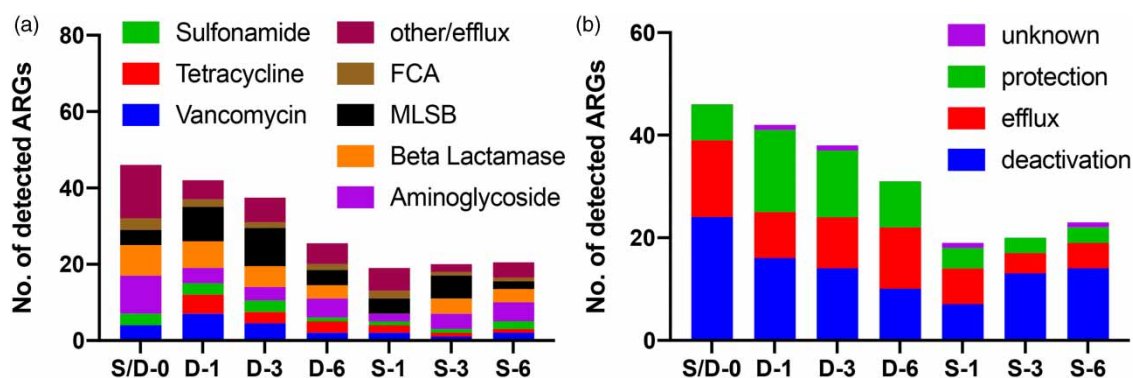 (a)
No. of detected ARGs
80
60
40
20
0
Sulfonamide
Tetracycline
Vancomycin
other/efflux
FCA
MLSB
Beta Lactamase
Aminoglycoside
S/D-0 D-1 D-3 D-6 S-1 S-3 S-6
(b)
No. of detected ARGs
60
40
20
0
unknown
protection
efflux
deactivation
S/D-0 D-1 D-3 D-6 S-1 S-3 S-6